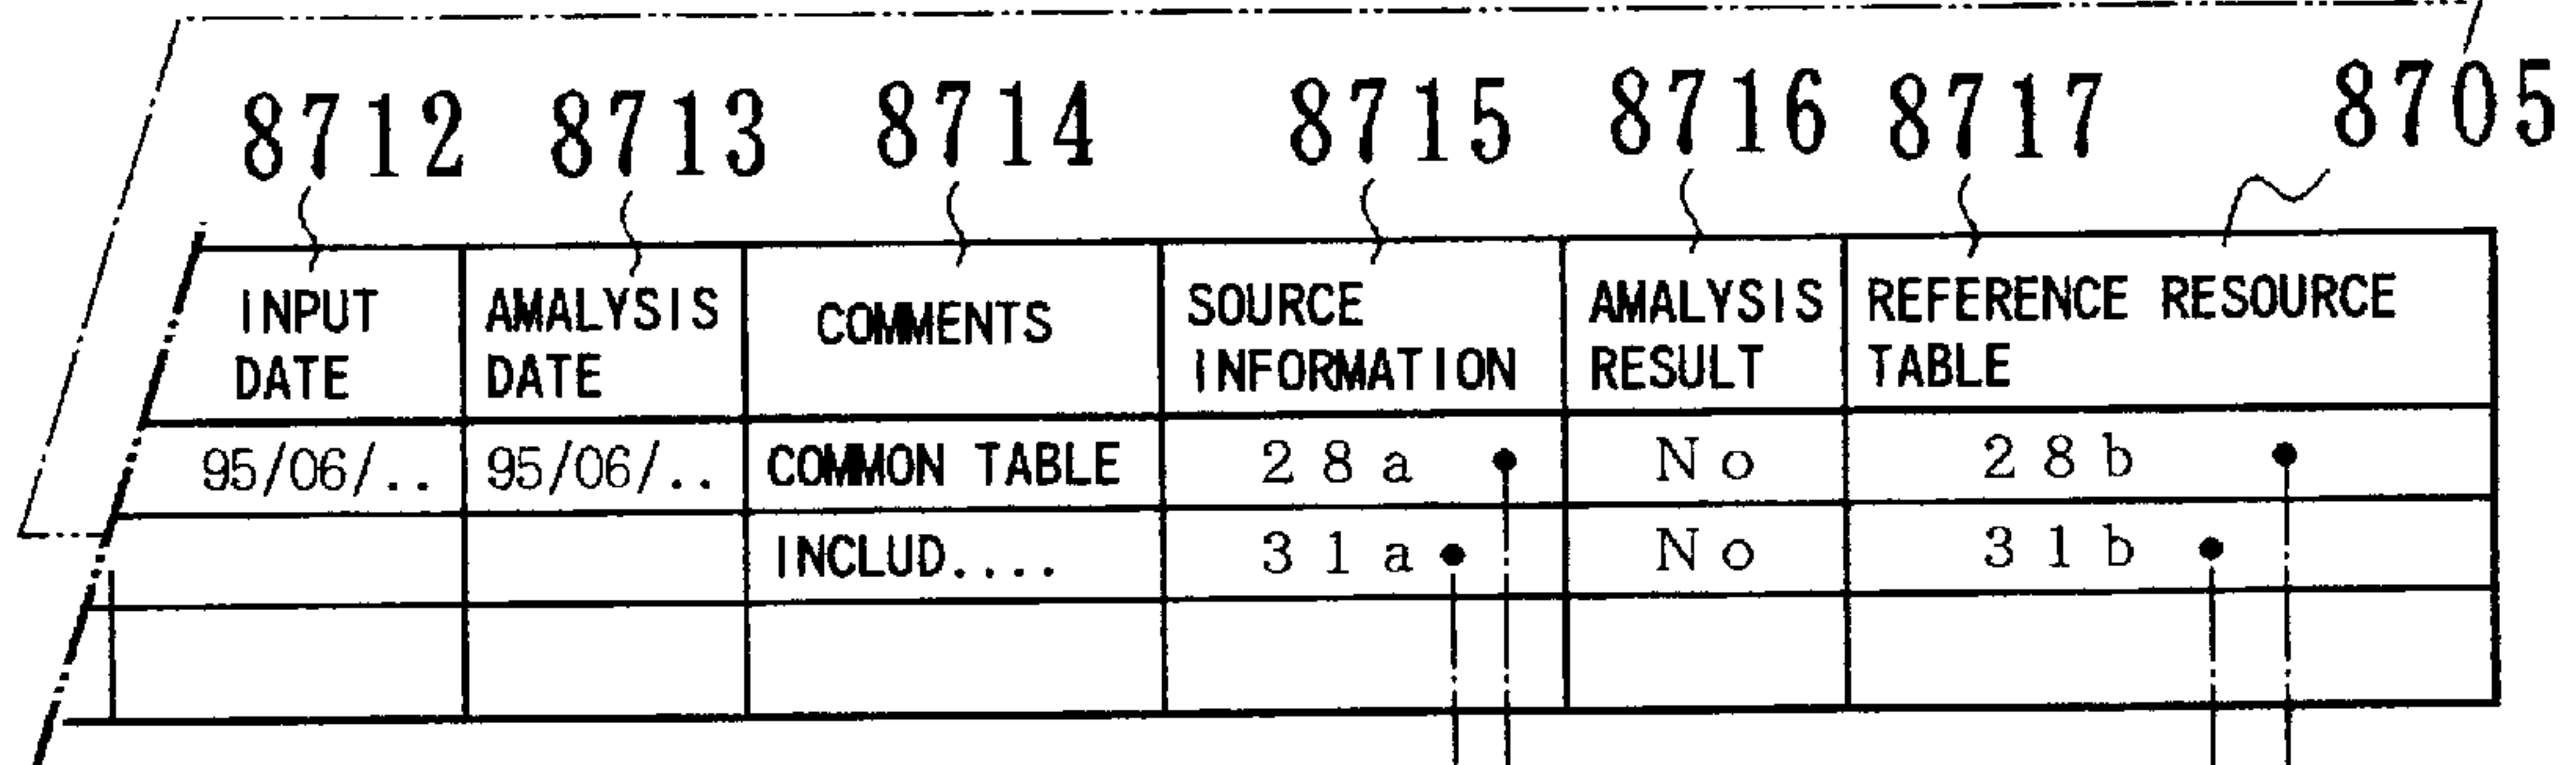 8712 8713 8714 8715 8716 8717 8705
INPUT DATE AMALYSIS DATE COMMENTS SOURCE INFORMATION AMALYSIS RESULT REFERENCE RESOURCE TABLE
95/06/.. 95/06/.. COMMON TABLE 28a No 28b
INCLUD.... 31a No 31b